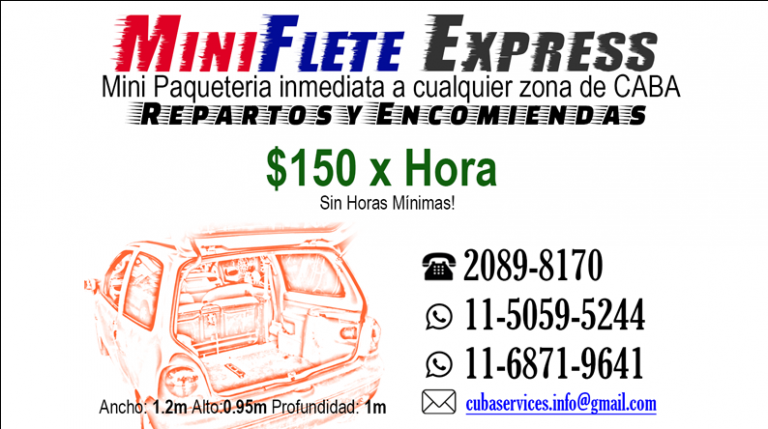 MiniFlete Express
Mini Paqueteria inmediata a cualquier zona de CABA
Repartos y Encomiendas
$150 x Hora
Sin Horas Mínimas!
2089-8170
11-5059-5244
11-6871-9641
cubaservices.info@gmail.com
Ancho: 1.2m Alto:0.95m Profundidad: 1m